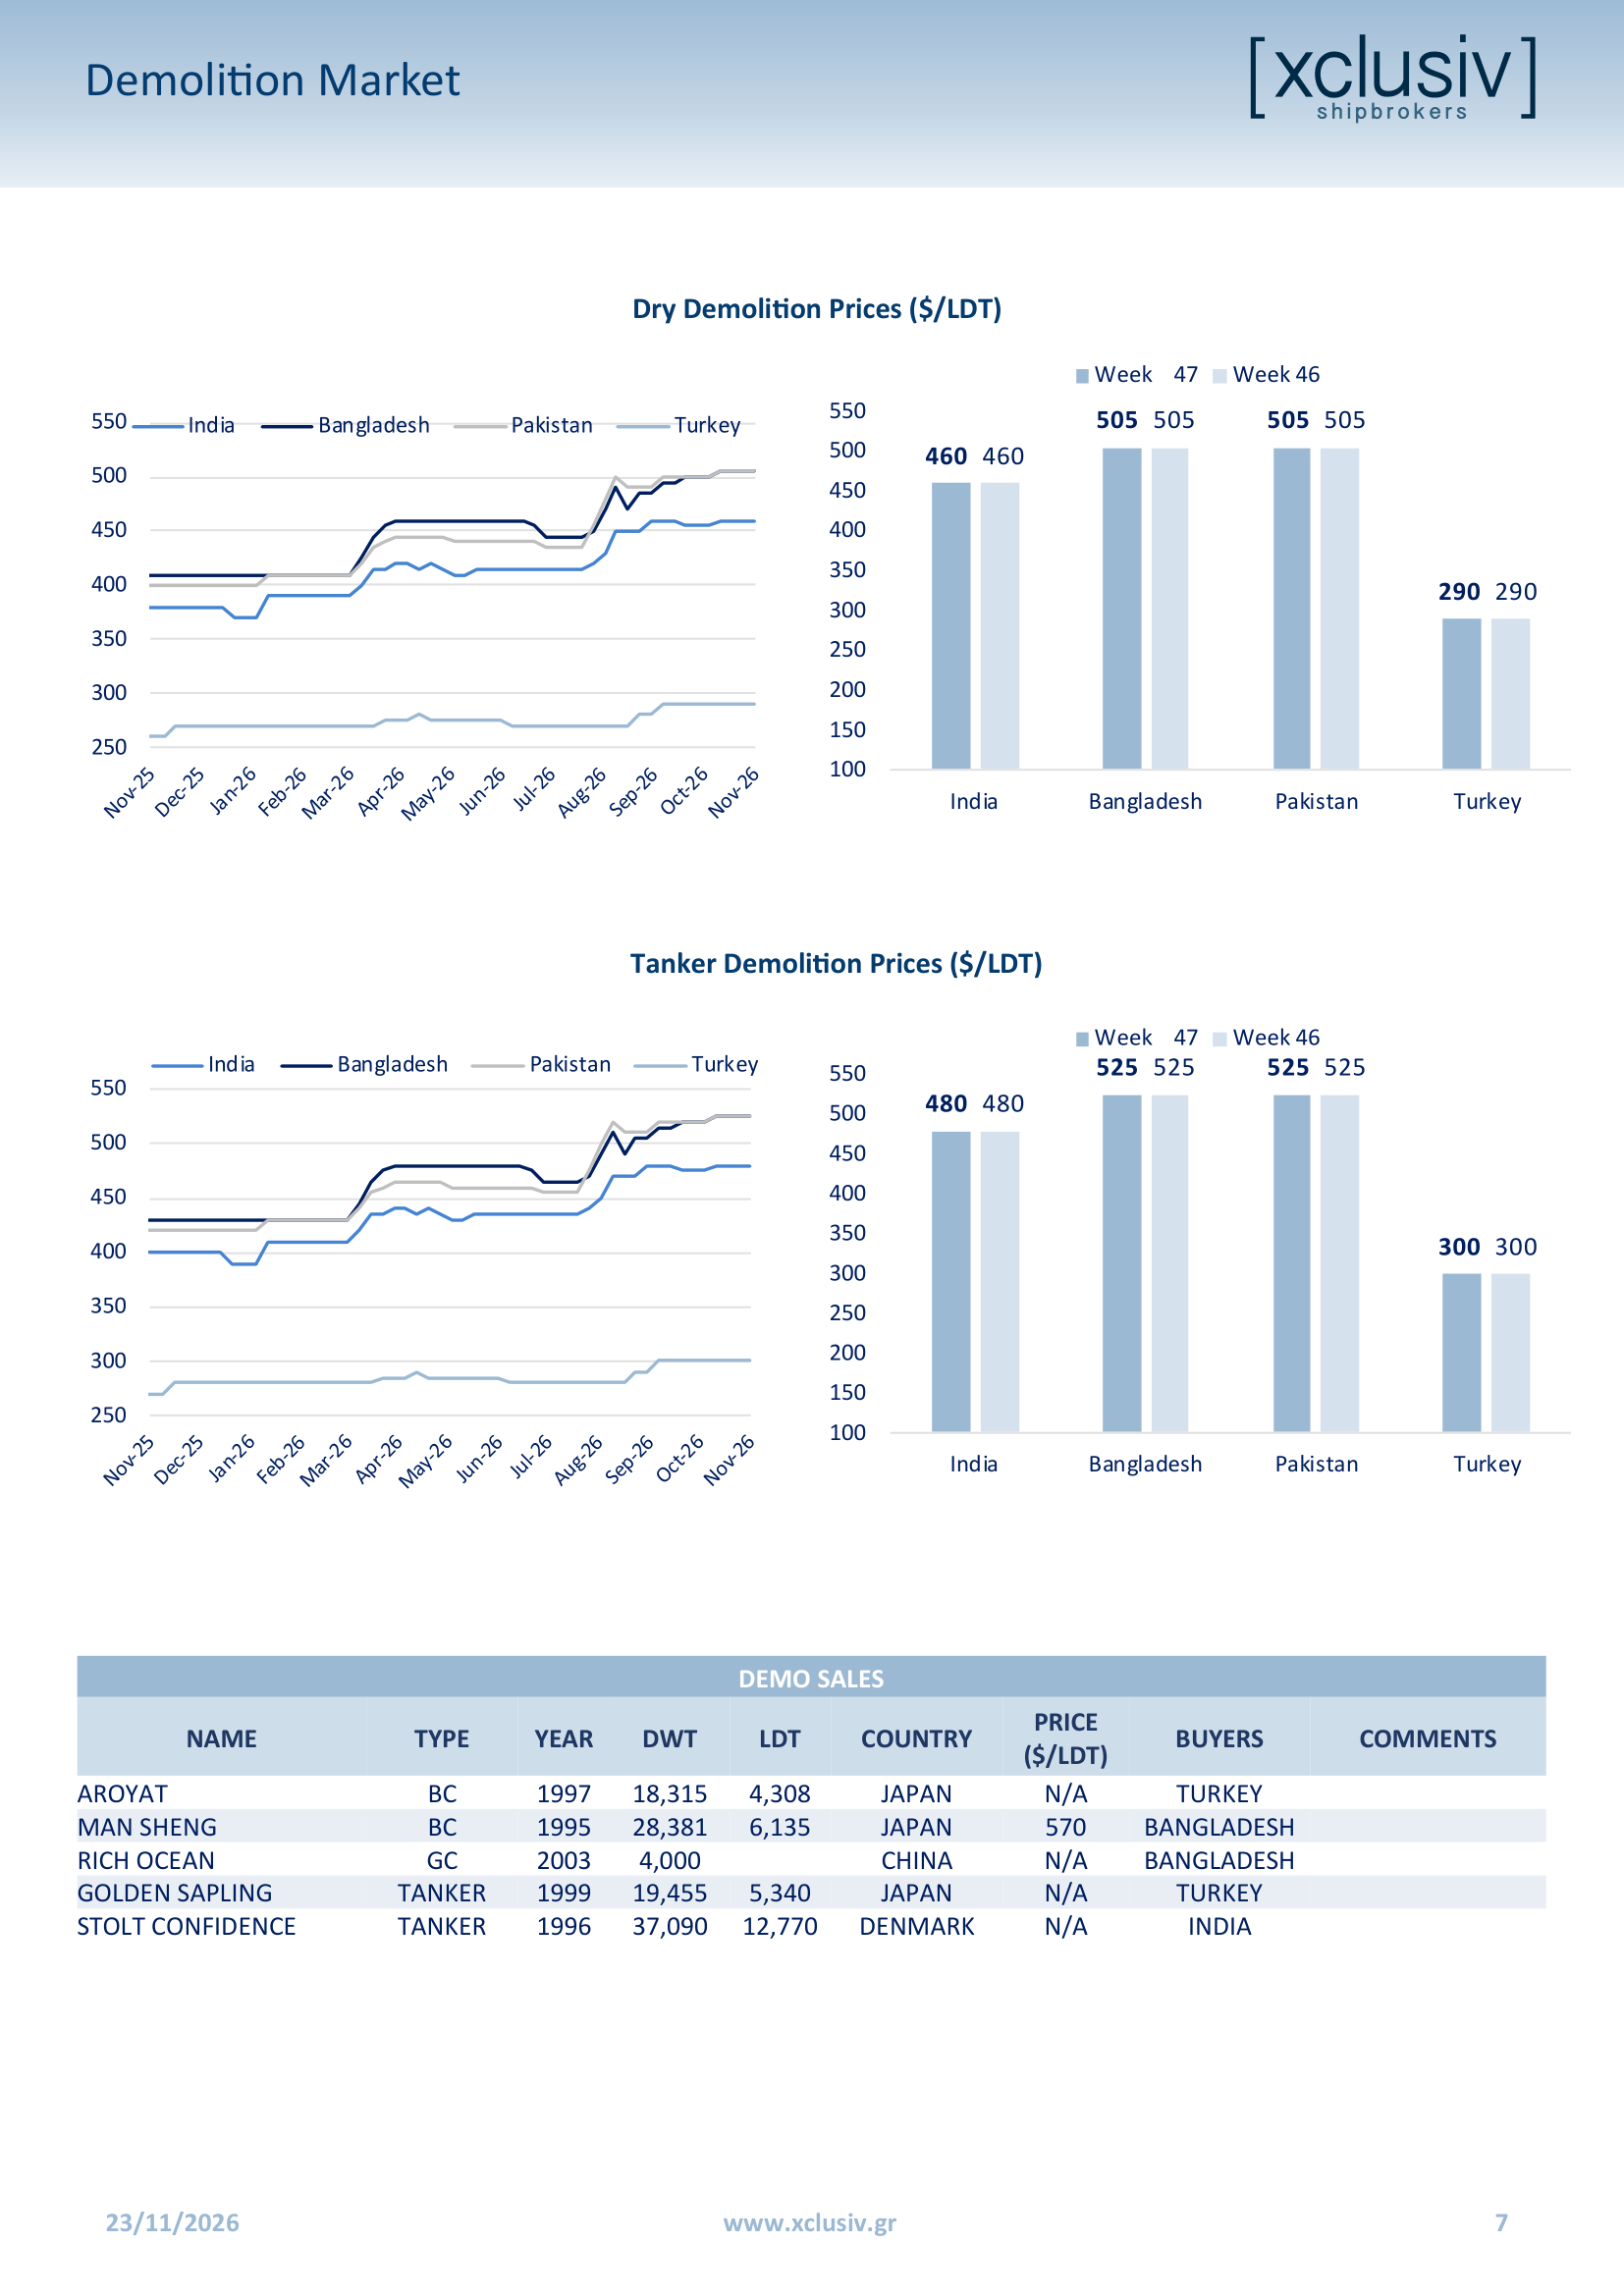 Demolition Market
[xclusiv]
shipbrokers
Dry Demolition Prices ($/LDT)
India Bangladesh Pakistan Turkey
550
500
450
400
350
300
250
Nov-25 Dec-25 Jan-26 Feb-26 Mar-26 Apr-26 May-26 Jun-26 Jul-26 Aug-26 Sep-26 Oct-26 Nov-26
Week 47 Week 46
550
500
450
400
350
300
250
200
150
100
460 460 505 505 505 505 290 290
India Bangladesh Pakistan Turkey
Tanker Demolition Prices ($/LDT)
India Bangladesh Pakistan Turkey
550
500
450
400
350
300
250
Nov-25 Dec-25 Jan-26 Feb-26 Mar-26 Apr-26 May-26 Jun-26 Jul-26 Aug-26 Sep-26 Oct-26 Nov-26
Week 47 Week 46
550
500
450
400
350
300
250
200
150
100
480 480 525 525 525 525 300 300
India Bangladesh Pakistan Turkey
DEMO SALES
NAME TYPE YEAR DWT LDT COUNTRY PRICE ($/LDT) BUYERS COMMENTS
AROYAT BC 1997 18,315 4,308 JAPAN N/A TURKEY
MAN SHENG BC 1995 28,381 6,135 JAPAN 570 BANGLADESH
RICH OCEAN GC 2003 4,000 CHINA N/A BANGLADESH
GOLDEN SAPLING TANKER 1999 19,455 5,340 JAPAN N/A TURKEY
STOLT CONFIDENCE TANKER 1996 37,090 12,770 DENMARK N/A INDIA
23/11/2026 www.xclusiv.gr 7